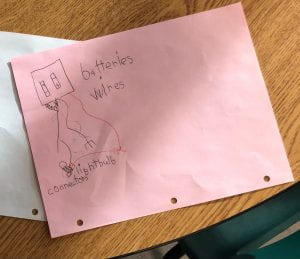 batteries
wires
lightbulb
connectors